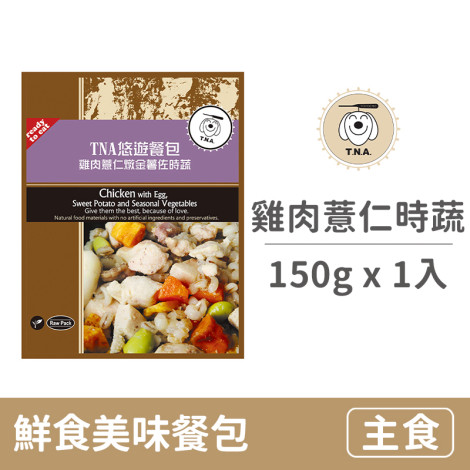 ready
to eat
T.N.A.
TNA悠遊餐包
雞肉薏仁燉金薯佐時蔬
Chicken with Egg,
Sweet Potato and Seasonal Vegetables
Give them the best, because of love.
Natural food materials with no artificial ingredients and preservatives.
Raw Pack
T.N.A.
雞肉薏仁時蔬
150g x 1入
鮮食美味餐包
主食